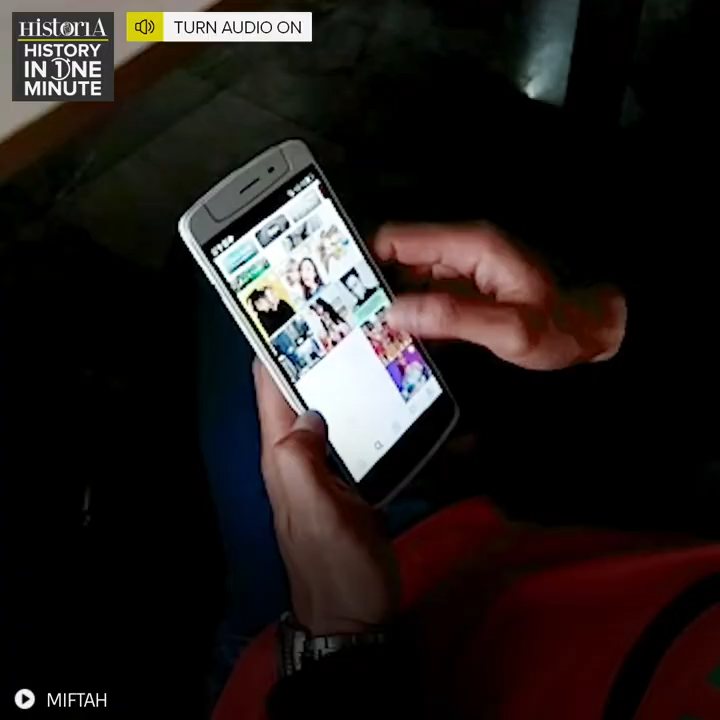 HISTORIA
HISTORY
IN ONE
MINUTE
TURN AUDIO ON
MIFTAH